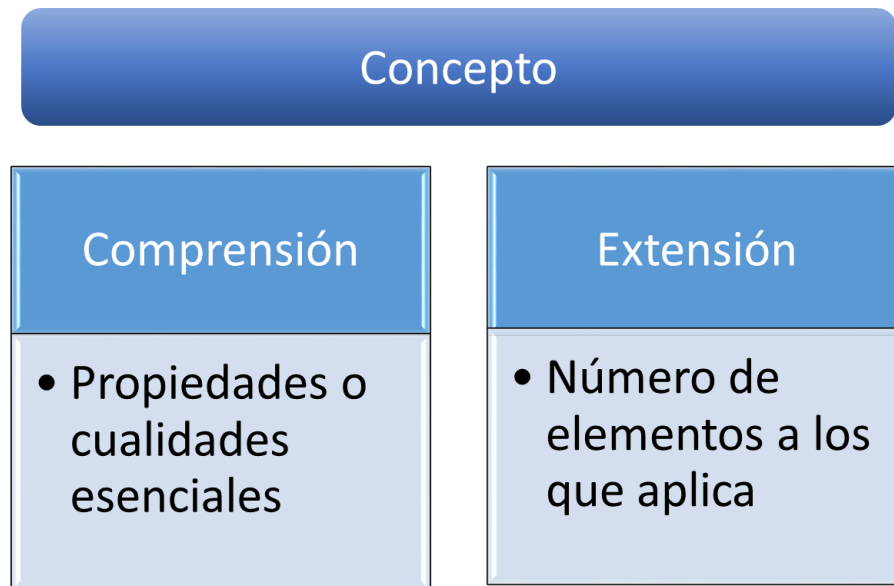 Concepto
Comprensión
• Propiedades o
cualidades
esenciales
Extensión
• Número de
elementos a los
que aplica